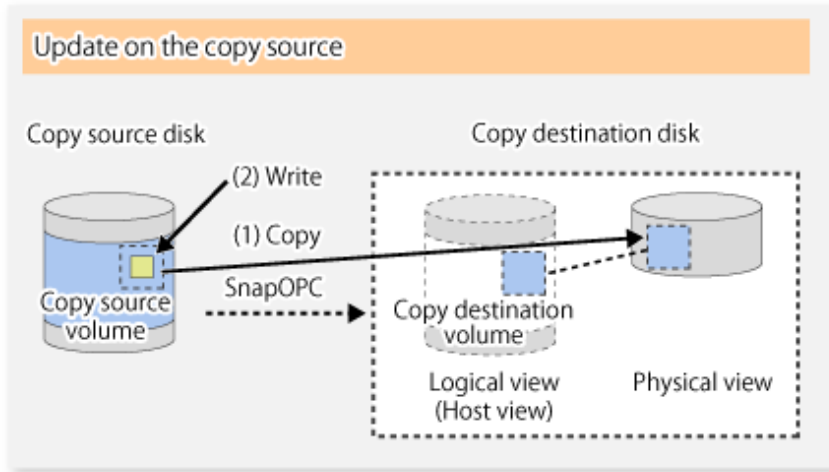 Update on the copy source
Copy source disk
Copy destination disk
(2) Write
(1) Copy
SnapOPC
Copy source
volume
Copy destination
volume
Logical view
(Host view)
Physical view